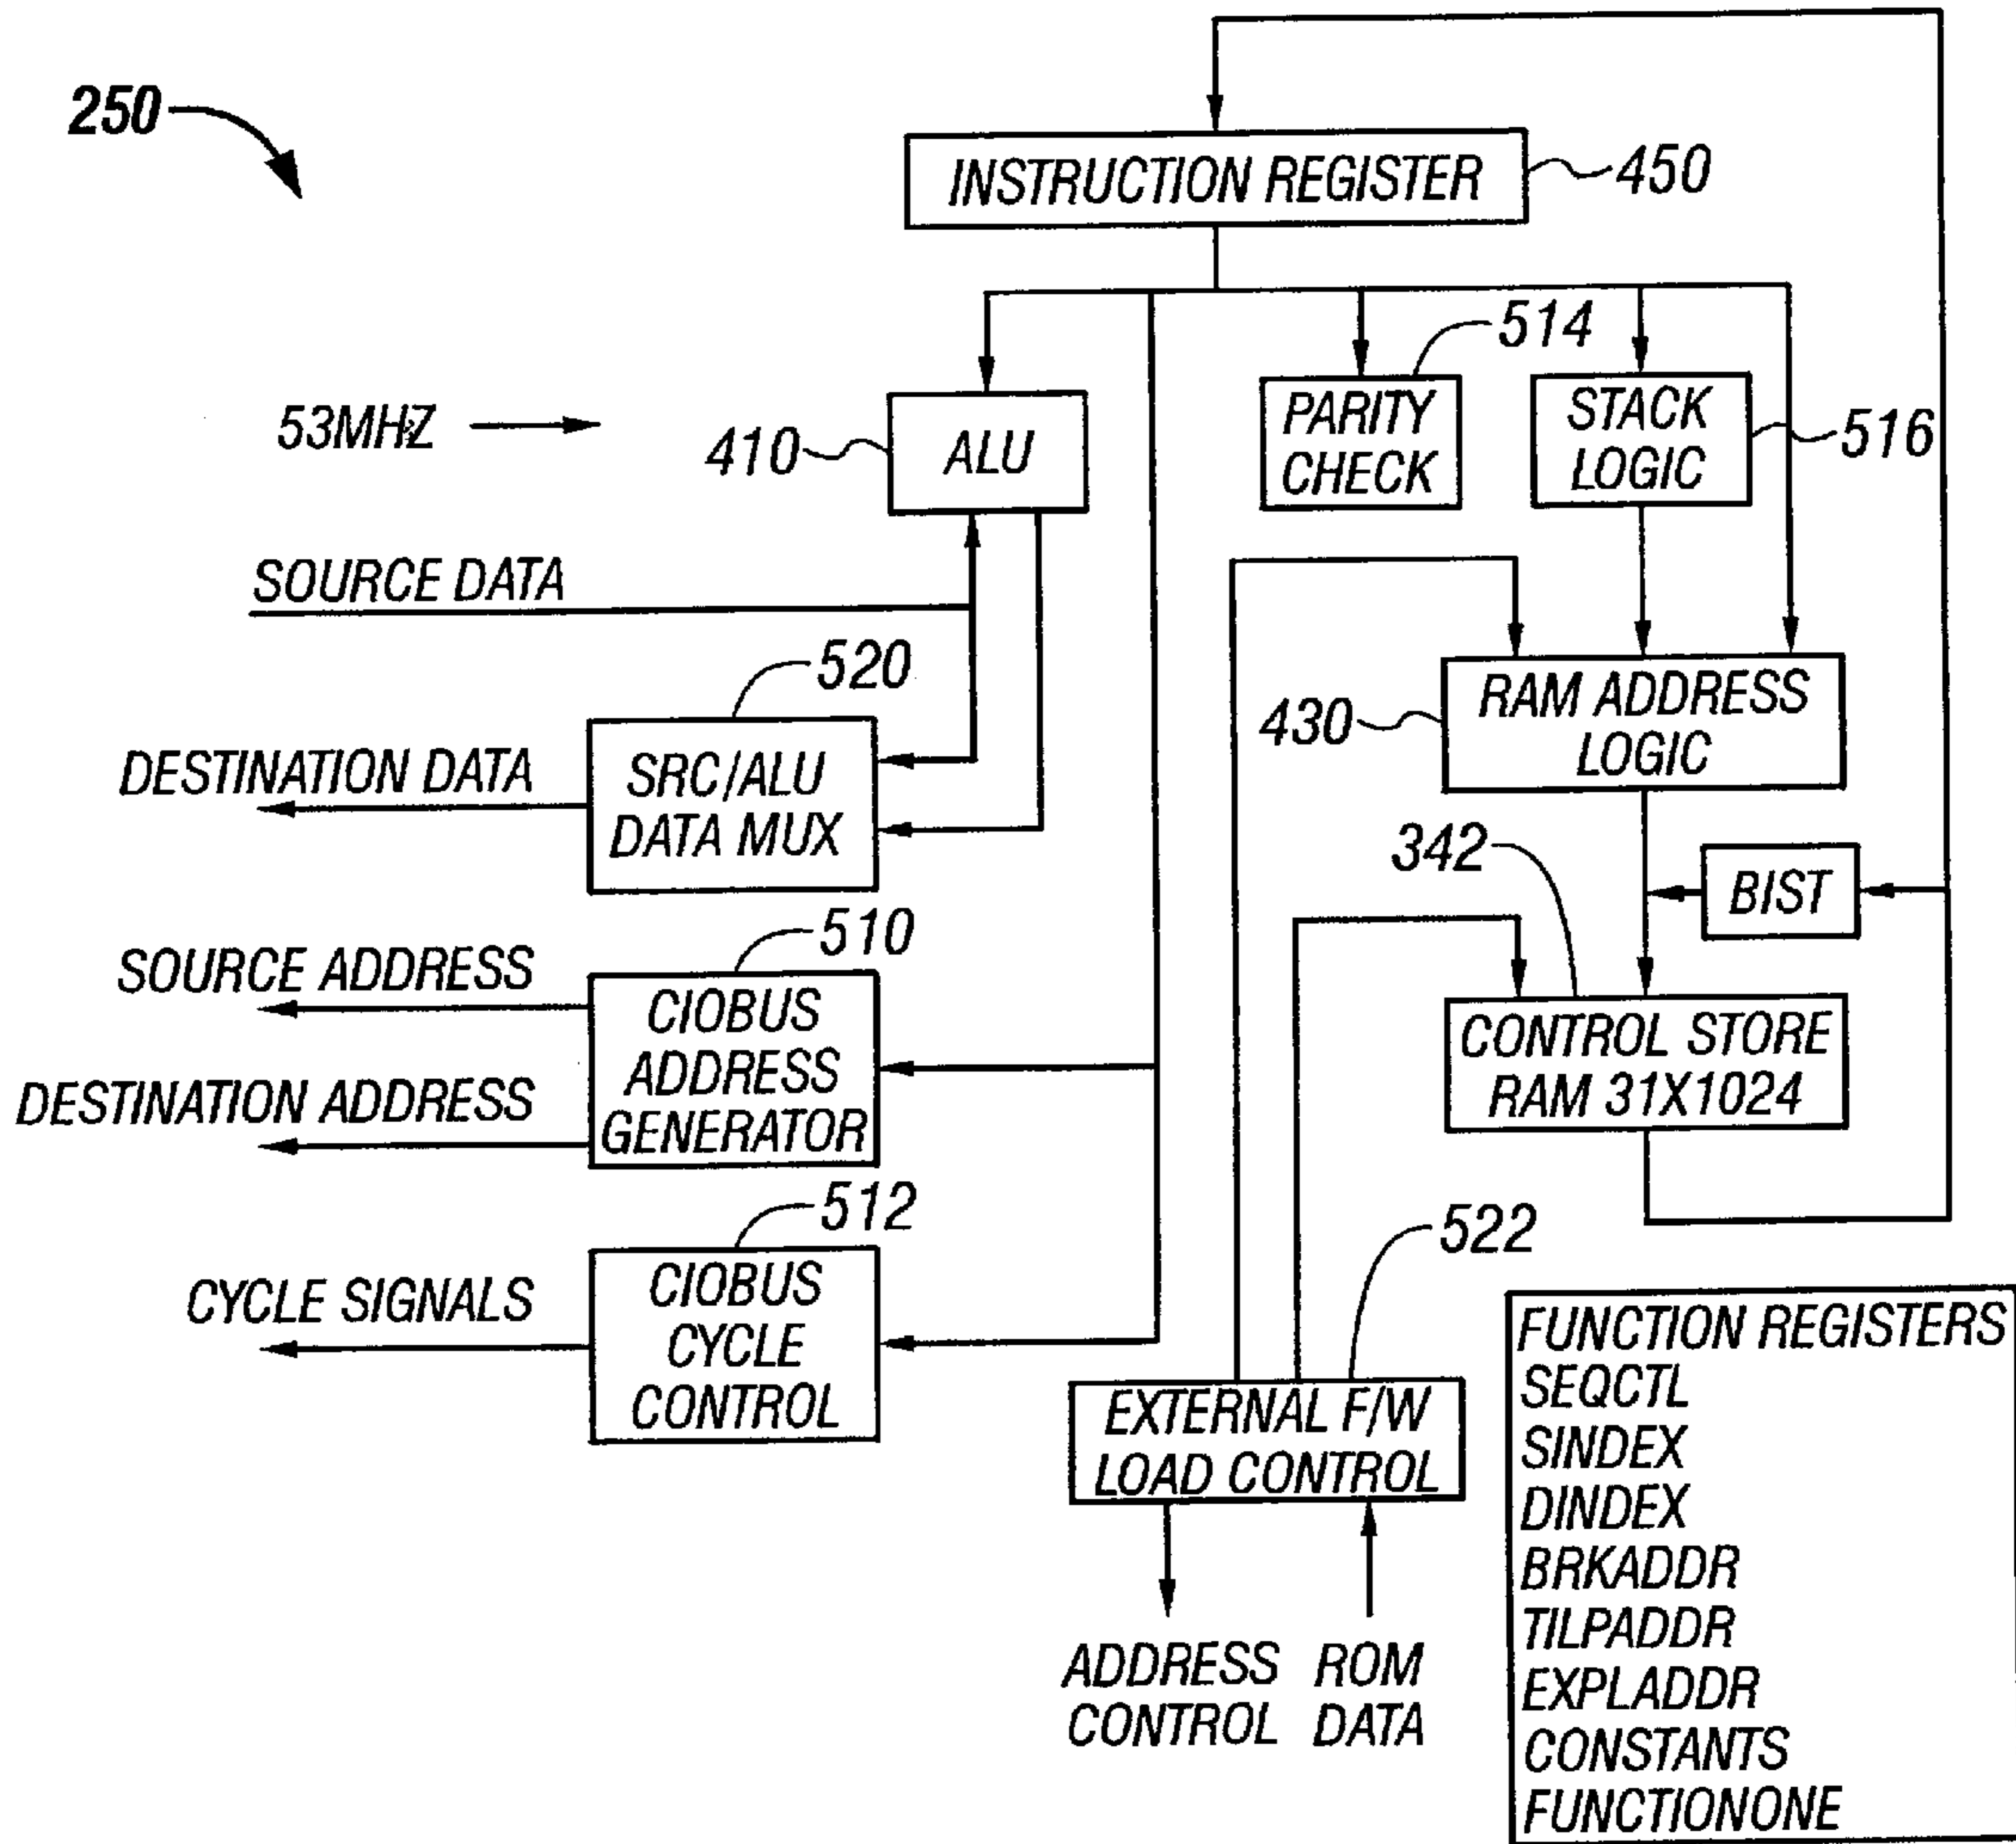 250
INSTRUCTION REGISTER
450
514
53MHZ
410
ALU
PARITY
CHECK
STACK
LOGIC
516
SOURCE DATA
520
RAM ADDRESS
LOGIC
430
DESTINATION DATA
SRC/ALU
DATA MUX
342
BIST
SOURCE ADDRESS
510
CIOBUS
ADDRESS
GENERATOR
DESTINATION ADDRESS
CONTROL STORE
RAM 31X1024
512
522
CYCLE SIGNALS
CIOBUS
CYCLE
CONTROL
EXTERNAL F/W
LOAD CONTROL
ADDRESS
CONTROL
ROM
DATA
FUNCTION REGISTERS
SEQCTL
SINDEX
DINDEX
BRKADDR
TILPADDR
EXPLADDR
CONSTANTS
FUNCTIONONE